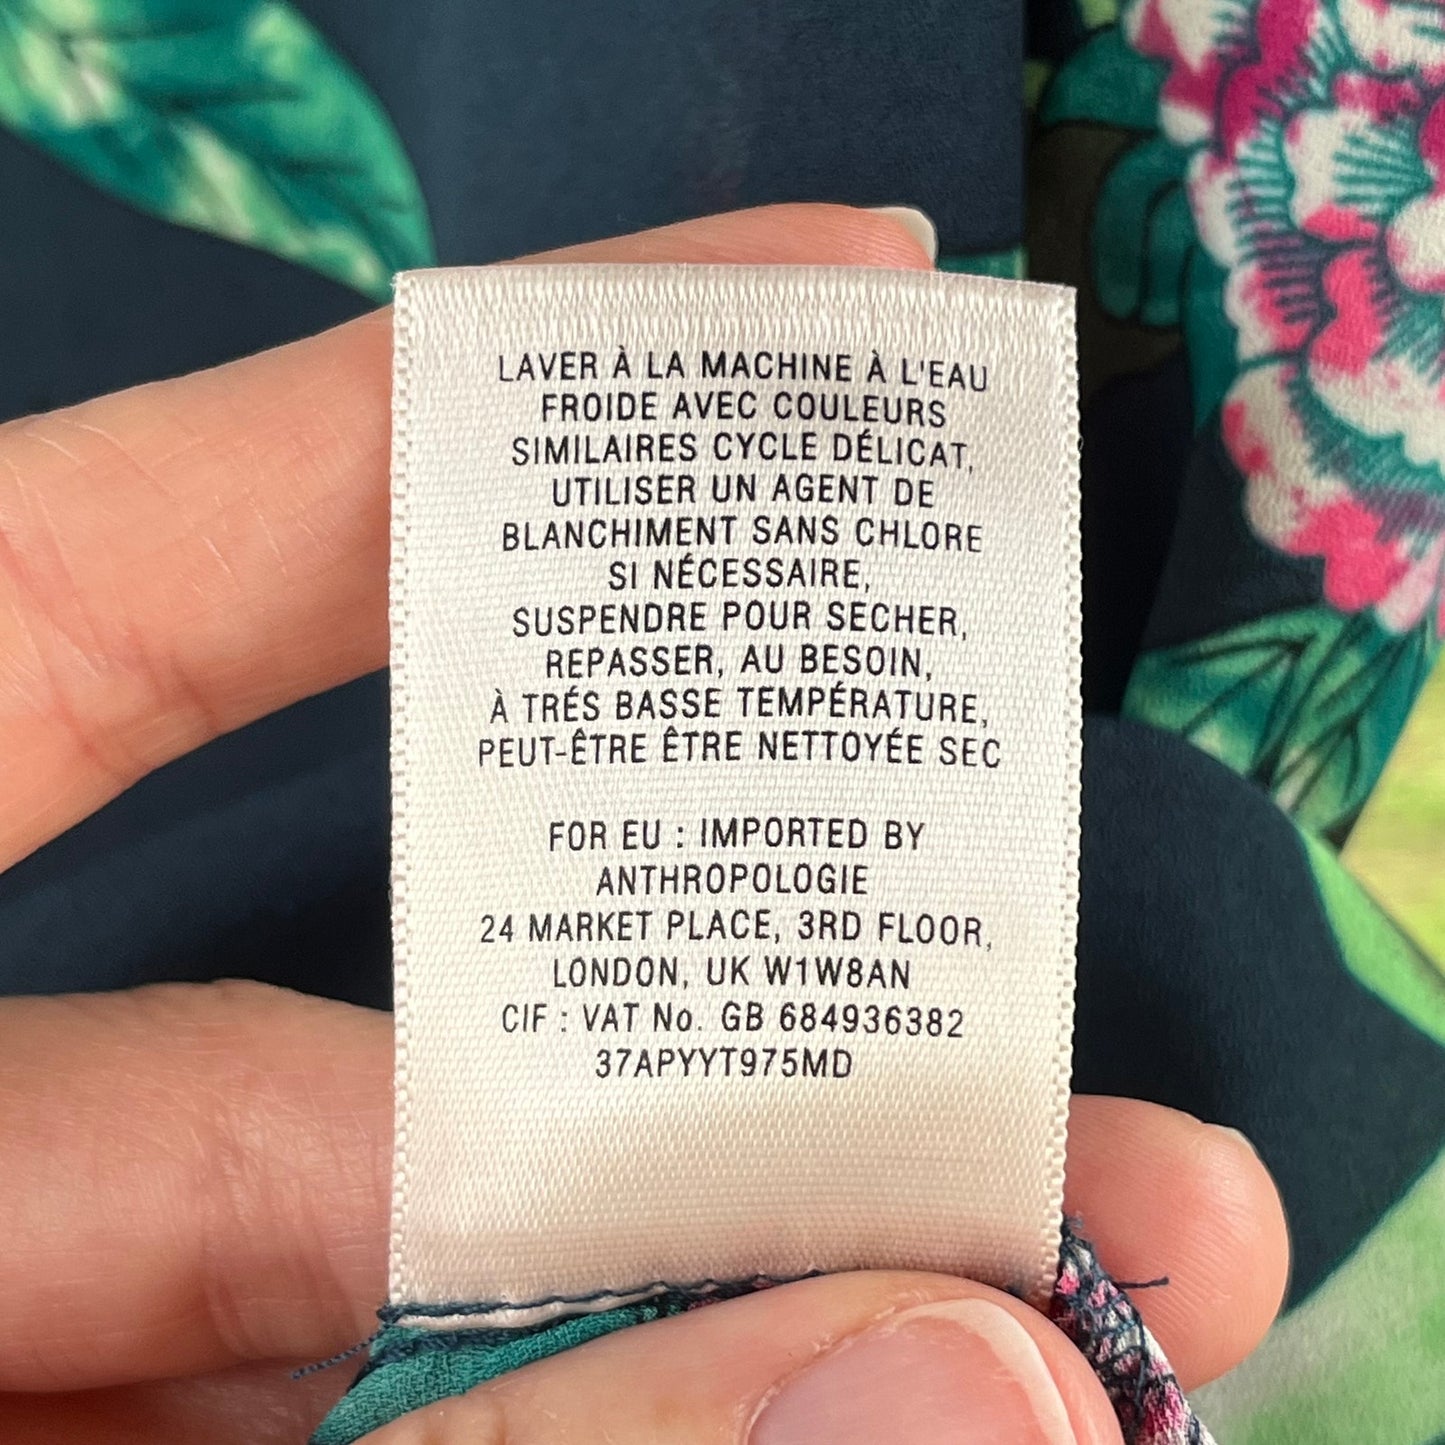 LAVER À LA MACHINE À L'EAU
FROIDE AVEC COULEURS
SIMILAIRES CYCLE DÉLICAT,
UTILISER UN AGENT DE
BLANCHIMENT SANS CHLORE
SI NÉCESSAIRE,
SUSPENDRE POUR SECHER,
REPASSER, AU BESOIN,
À TRÉS BASSE TEMPÉRATURE,
PEUT-ÊTRE ÊTRE NETTOYÉE SEC
FOR EU : IMPORTED BY
ANTHROPOLOGIE
24 MARKET PLACE, 3RD FLOOR,
LONDON, UK W1W8AN
CIF : VAT No. GB 684936382
37APYYT975MD